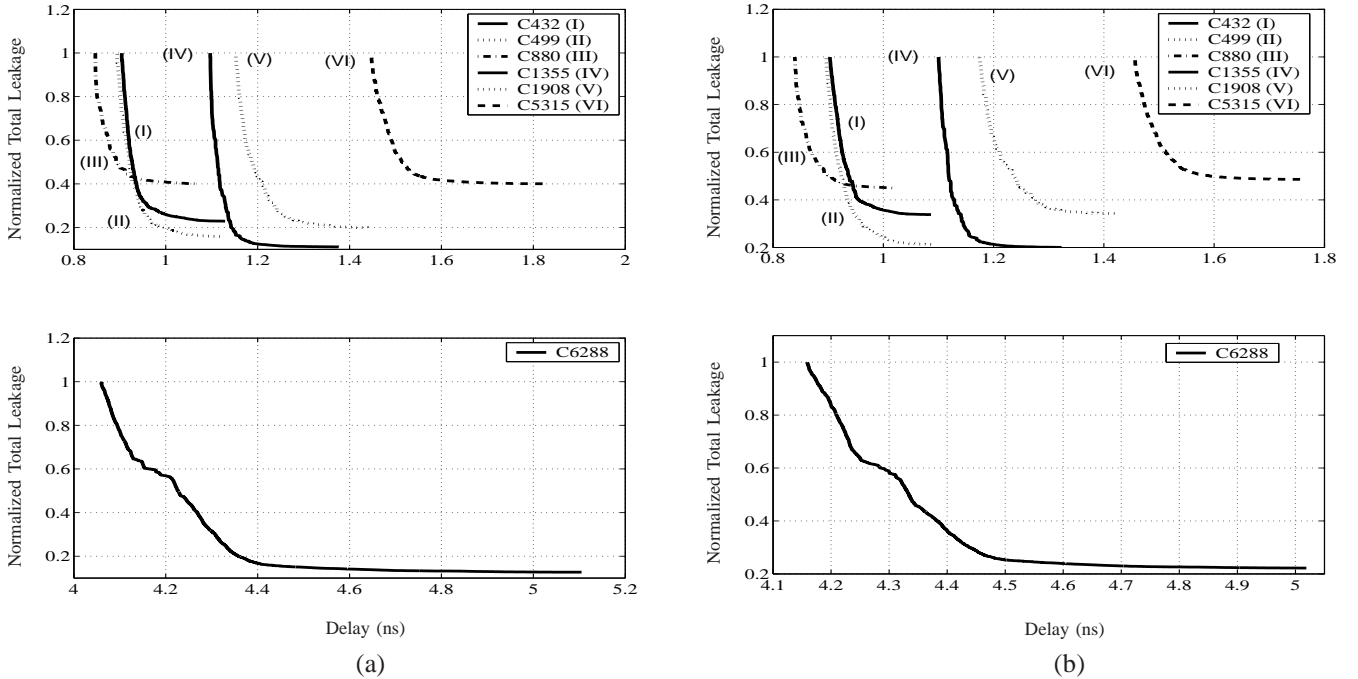 1.2
1
0.8
0.6
0.4
0.2
0.8
1
1.2
1.4
1.6
1.8
2
Normalized Total Leakage
C432 (I)
C499 (II)
C880 (III)
C1355 (IV)
C1908 (V)
C5315 (VI)
(IV)
(V)
(VI)
(I)
(III)
(II)
1.2
1
0.8
0.6
0.4
0.2
4
4.2
4.4
4.6
4.8
5
5.2
Normalized Total Leakage
C6288
Delay (ns)
(a)
1.2
1
0.8
0.6
0.4
0.2
0.8
1
1.2
1.4
1.6
1.8
Normalized Total Leakage
C432 (I)
C499 (II)
C880 (III)
C1355 (IV)
C1908 (V)
C5315 (VI)
(IV)
(V)
(VI)
(I)
(III)
(II)
1
0.8
0.6
0.4
0.2
4.1
4.2
4.3
4.4
4.5
4.6
4.7
4.8
4.9
5
Normalized Total Leakage
C6288
Delay (ns)
(b)